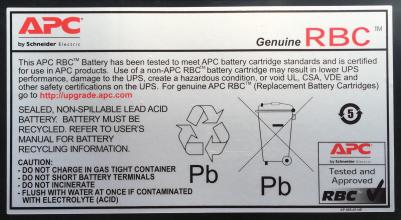 APC
by Schneider Electric
Genuine RBC™
This APC RBC™ Battery has been tested to meet APC battery cartridge standards and is certified
for use in APC products. Use of a non-APC RBC™ battery cartridge may result in lower UPS
performance, damage to the UPS, create a hazardous condition, or void UL, CSA, VDE and
other safety certifications on the UPS. For genuine APC RBC™ (Replacement Battery Cartridges)
go to http://upgrade.apc.com
SEALED, NON-SPILLABLE LEAD ACID
BATTERY. BATTERY MUST BE
RECYCLED. REFER TO USER'S
MANUAL FOR BATTERY
RECYCLING INFORMATION.
CAUTION:
- DO NOT CHARGE IN GAS TIGHT CONTAINER
- DO NOT SHORT BATTERY TERMINALS
- DO NOT INCINERATE
- FLUSH WITH WATER AT ONCE IF CONTAMINATED
WITH ELECTROLYTE (ACID)
Pb
Pb
5
APC
by Schneider Electric
Tested and
Approved
RBC